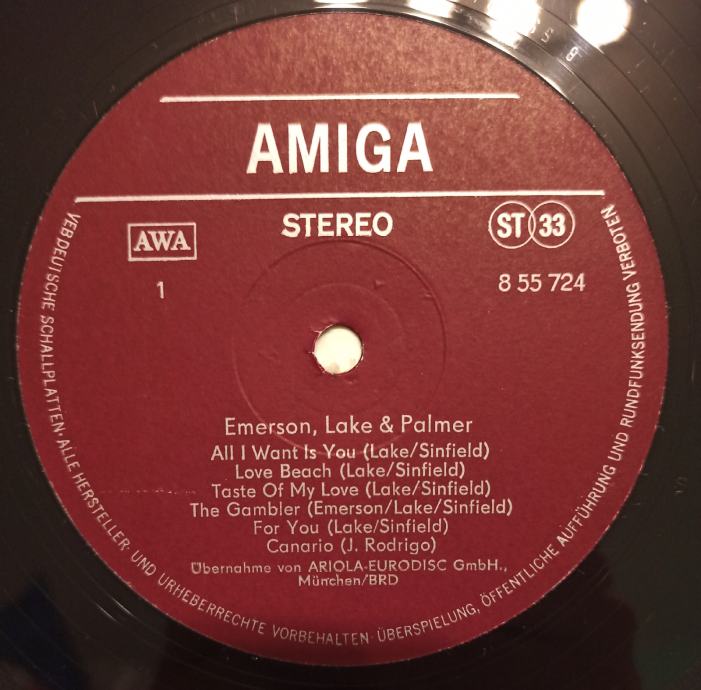 AMIGA
AWA
STEREO
ST 33
1
8 55 724
Emerson, Lake & Palmer
All I Want Is You (Lake/Sinfield)
Love Beach (Lake/Sinfield)
Taste Of My Love (Lake/Sinfield)
The Gambler (Emerson/Lake/Sinfield)
For You (Lake/Sinfield)
Canario (J. Rodrigo)
Übernahme von ARIOLA-EURODISC GmbH.,
München/BRD
VEB DEUTSCHE SCHALLPLATTEN · ALLE HERSTELLER- UND URHEBERRECHTE VORBEHALTEN · ÜBERSPIELUNG, ÖFFENTLICHE AUFFÜHRUNG UND RUNDFUNKSENDUNG VERBOTEN